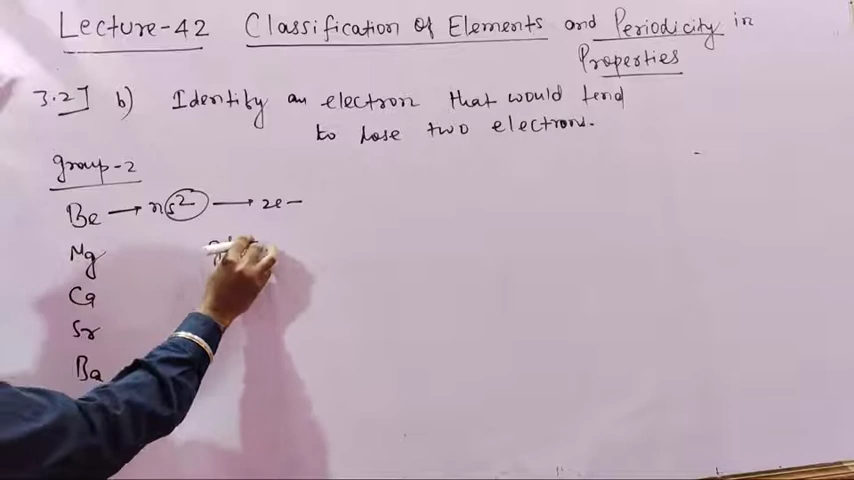 Lecture-42 Classification of Elements and Periodicity in
Properties
3.27] b) Identify an electron that would tend
to lose two electrons.
group-2
Be → ns2 → 2e-
Mg
Ca
Sr
Ba